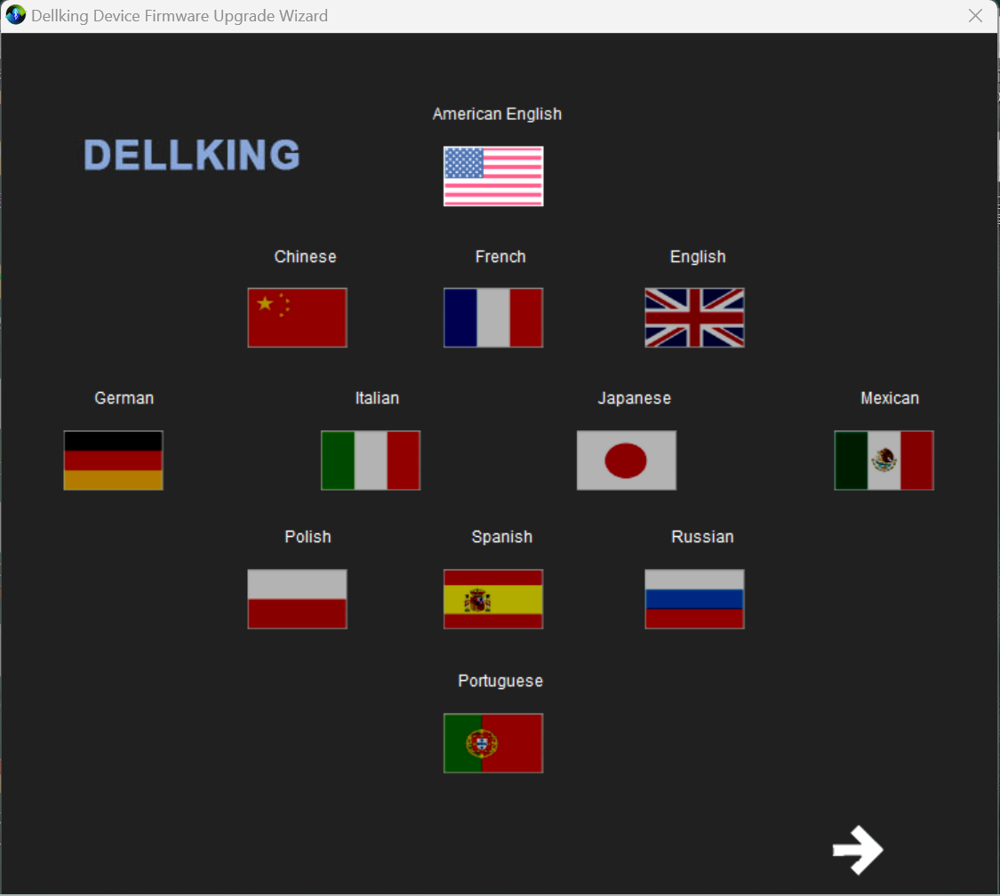 Dellking Device Firmware Upgrade Wizard
American English
DELLKING
Chinese
French
English
German
Italian
Japanese
Mexican
Polish
Spanish
Russian
Portuguese